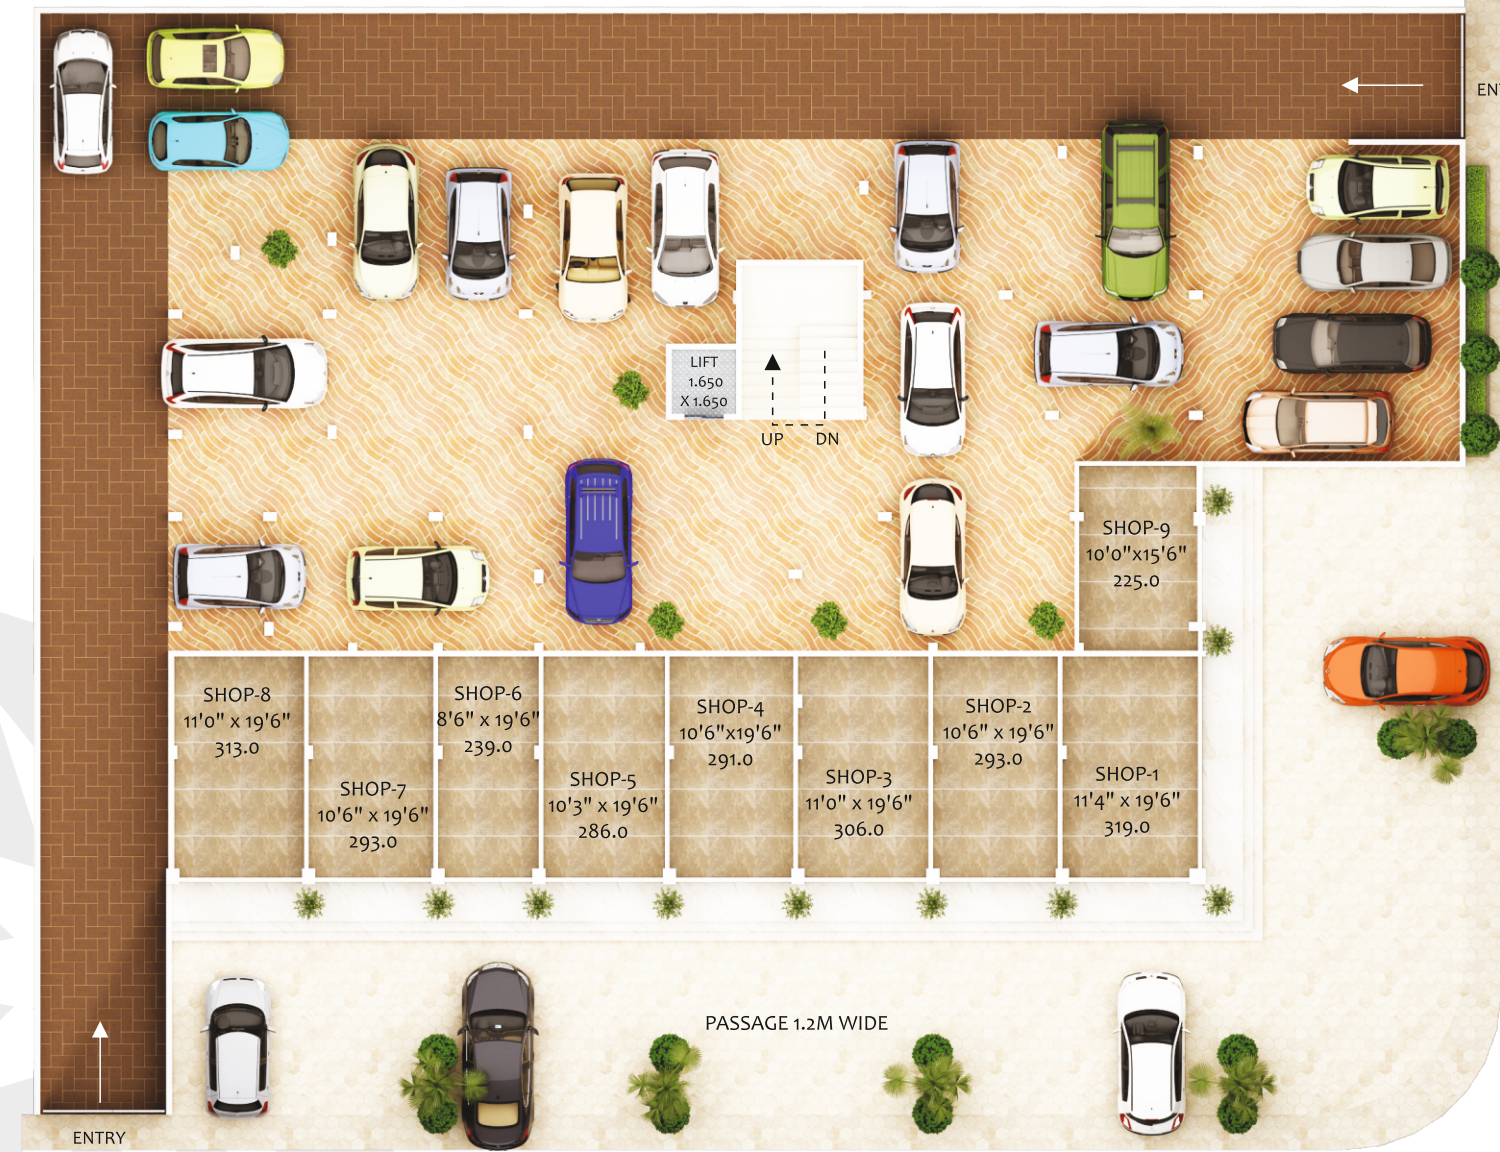 ENT
LIFT
1.650
X 1.650
UP
DN
SHOP-9
10'0"x15'6"
225.0
SHOP-8
11'0" x 19'6"
313.0
SHOP-7
10'6" x 19'6"
293.0
SHOP-6
8'6" x 19'6"
239.0
SHOP-5
10'3" x 19'6"
286.0
SHOP-4
10'6"x19'6"
291.0
SHOP-3
11'0" x 19'6"
306.0
SHOP-2
10'6" x 19'6"
293.0
SHOP-1
11'4" x 19'6"
319.0
PASSAGE 1.2M WIDE
ENTRY